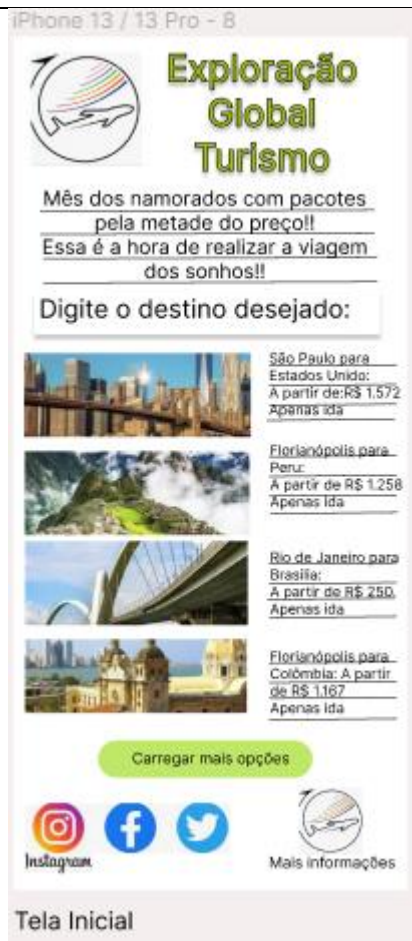 iPhone 13 / 13 Pro - 8
Exploração
Global
Turismo
Mês dos namorados com pacotes
pela metade do preço!!
Essa é a hora de realizar a viagem
dos sonhos!!
Digite o destino desejado:
São Paulo para
Estados Unido:
A partir de:R$ 1.572
Apenas ida
Florianópolis para
Peru:
A partir de R$ 1.258
Apenas ida
Rio de Janeiro para
Brasília:
A partir de R$ 250.
Apenas ida
Florianópolis para
Colômbia: A partir
de R$ 1.167
Apenas ida
Carregar mais opções
Instagram
Mais informações
Tela Inicial